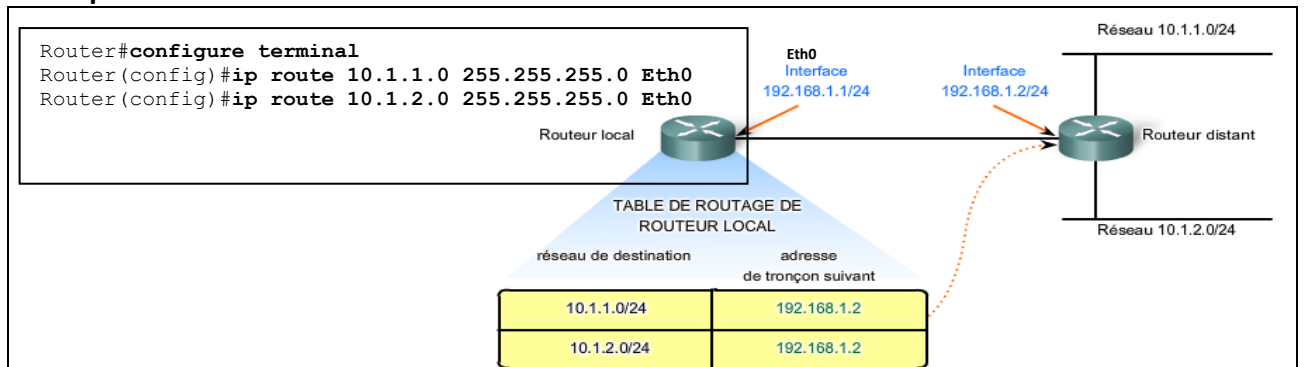 Router#configure terminal
Router(config)#ip route 10.1.1.0 255.255.255.0 Eth0
Router(config)#ip route 10.1.2.0 255.255.255.0 Eth0
Réseau 10.1.1.0/24
Eth0
Interface
192.168.1.1/24
Interface
192.168.1.2/24
Routeur local
Routeur distant
TABLE DE ROUTAGE DE
ROUTEUR LOCAL
Réseau 10.1.2.0/24
réseau de destination
adresse
de tronçon suivant
10.1.1.0/24
192.168.1.2
10.1.2.0/24
192.168.1.2